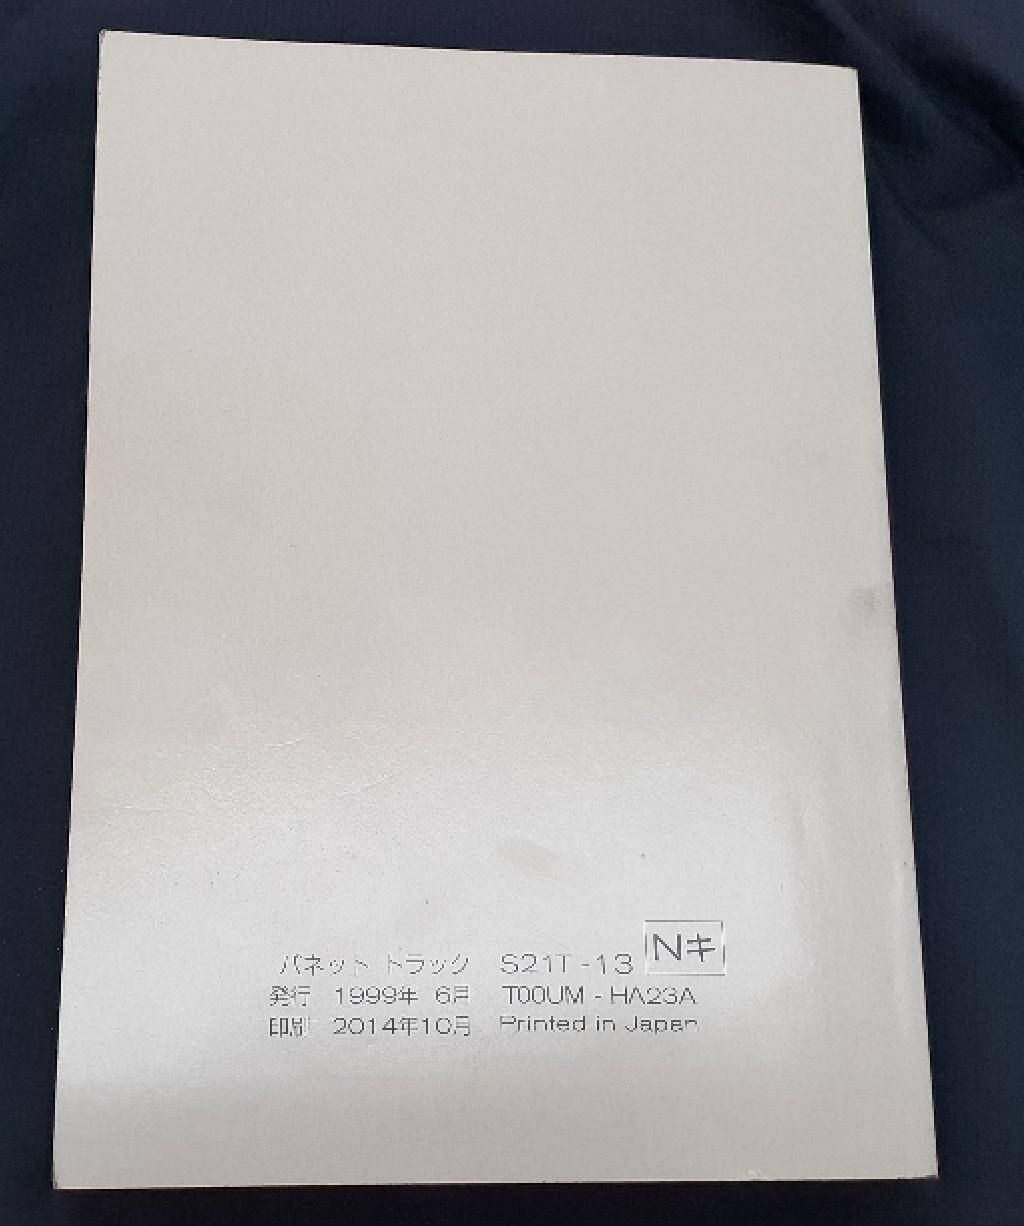 バネット トラック S21T-13 Nキ
発行 1999年 6月 T00UM-HA23A
印刷 2014年10月 Printed in Japan